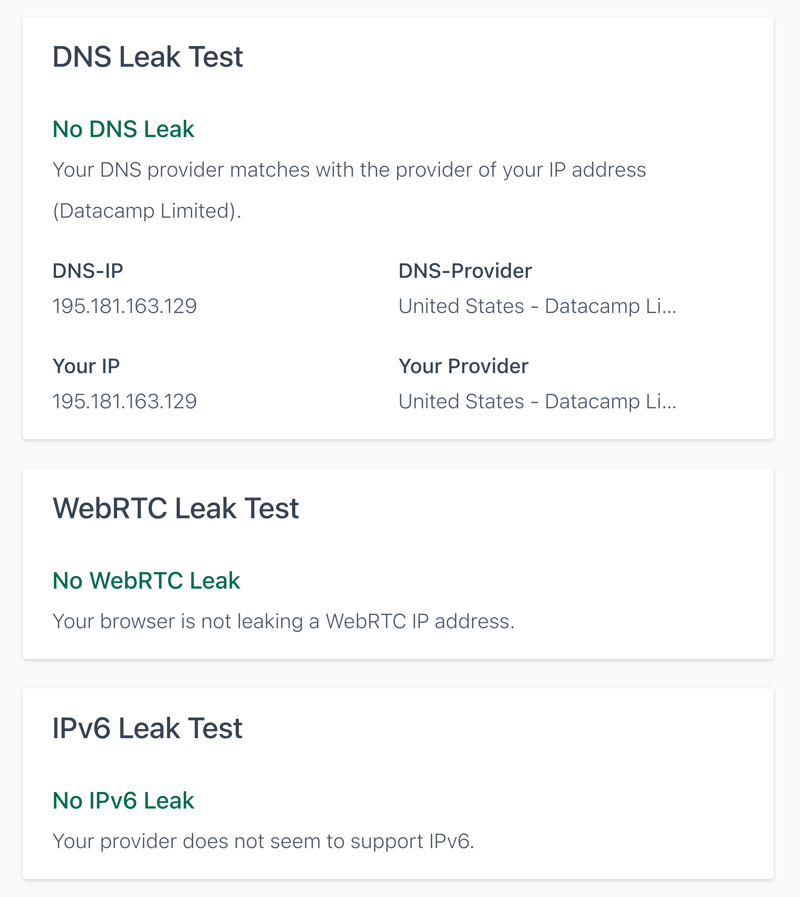 DNS Leak Test
No DNS Leak
Your DNS provider matches with the provider of your IP address
(Datacamp Limited).
DNS-IP
DNS-Provider
195.181.163.129
United States - Datacamp Li...
Your IP
Your Provider
195.181.163.129
United States - Datacamp Li...
WebRTC Leak Test
No WebRTC Leak
Your browser is not leaking a WebRTC IP address.
IPv6 Leak Test
No IPv6 Leak
Your provider does not seem to support IPv6.